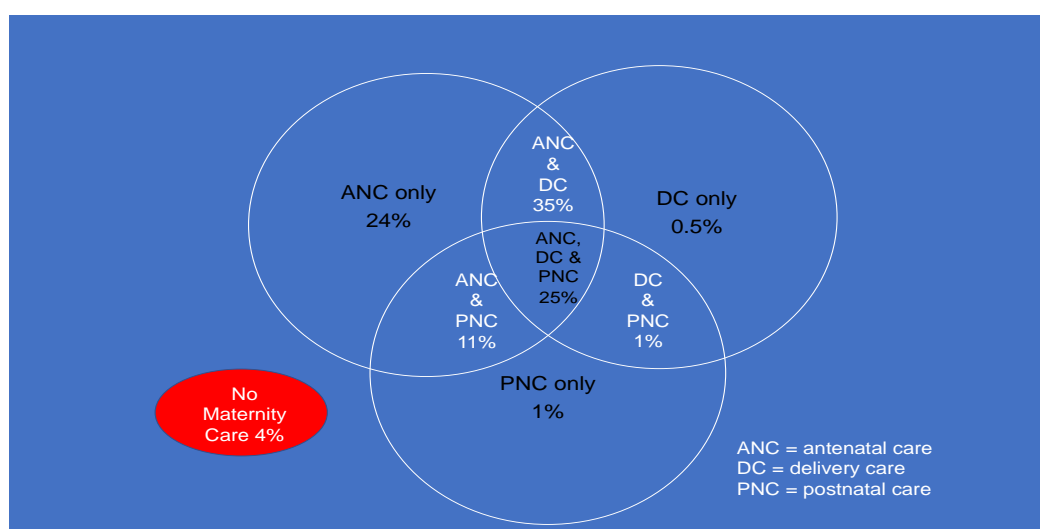 ANC
&
DC
35%
ANC only
24%
DC only
0.5%
ANC,
DC &
PNC
25%
ANC
&
PNC
11%
DC
&
PNC
1%
PNC only
1%
No
Maternity
Care 4%
ANC = antenatal care
DC = delivery care
PNC = postnatal care